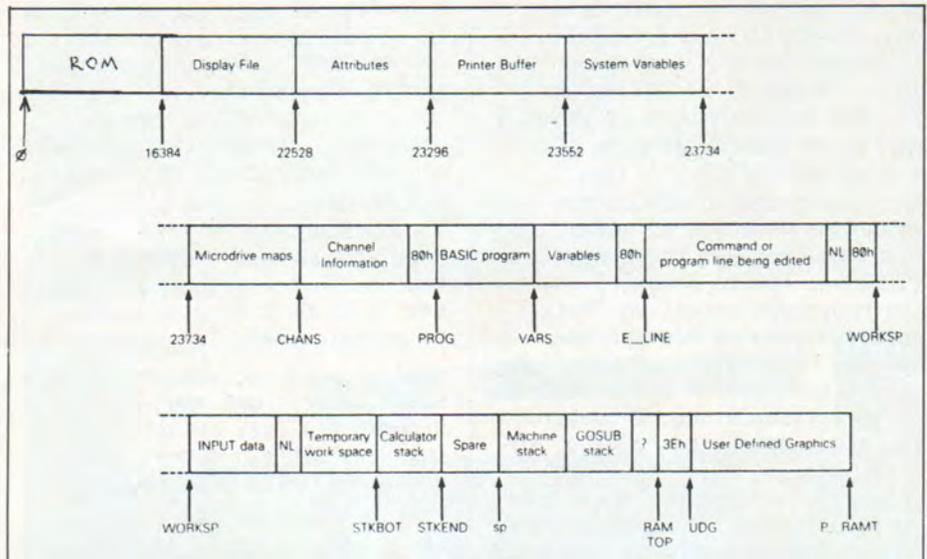 ROM Display File Attributes Printer Buffer System Variables
Ø 16384 22528 23296 23552 23734
Microdrive maps Channel Information 80h BASIC program Variables 80h Command or program line being edited NL 80h
23734 CHANS PROG VARS E_LINE WORKSP
INPUT data NL Temporary work space Calculator stack Spare Machine stack GOSUB stack ? 3Eh User Defined Graphics
WORKSP STKBOT STKEND sp RAM TOP UDG P_RAMT